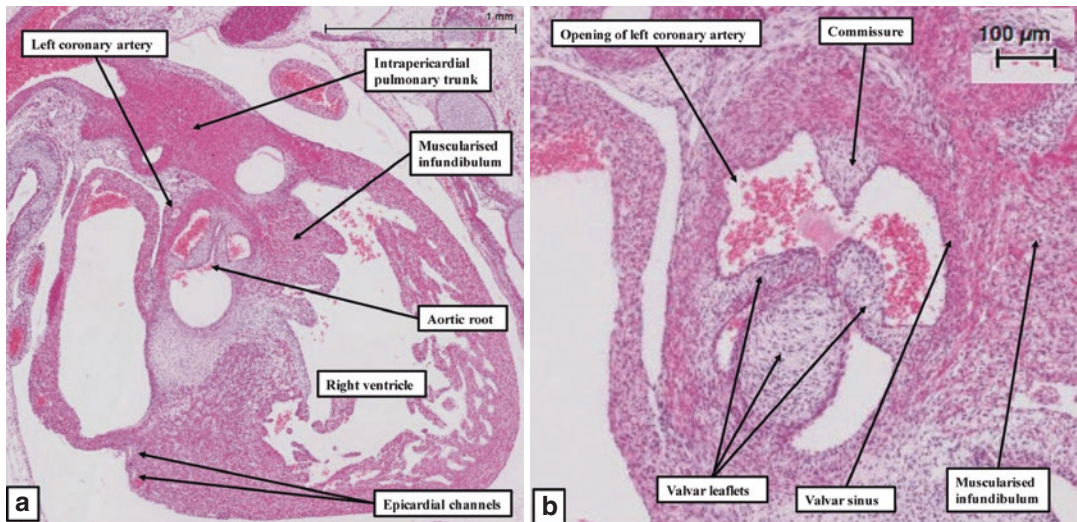 1 mm
Left coronary artery
Intrapericardial
pulmonary trunk
Muscularised
infundibulum
Aortic root
Right ventricle
Epicardial channels
a
Opening of left coronary artery
Commissure
100 µm
Valvar leaflets
Valvar sinus
Muscularised
infundibulum
b